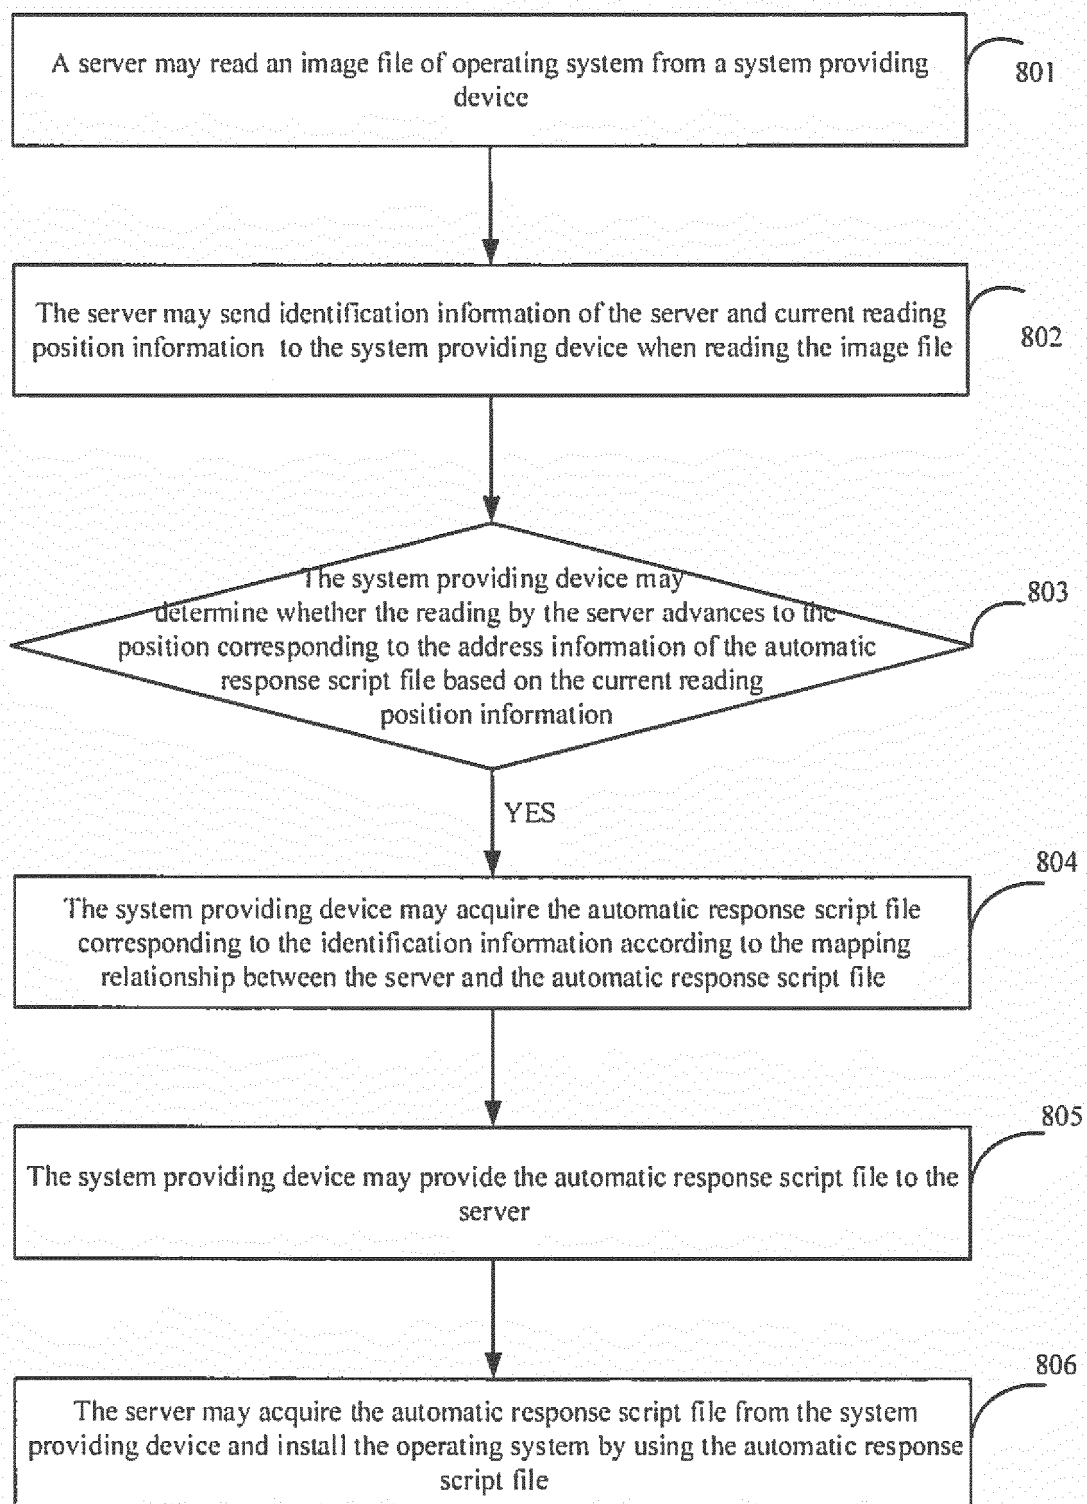 A server may read an image file of operating system from a system providing
device
801
The server may send identification information of the server and current reading
position information to the system providing device when reading the image file
802
The system providing device may
determine whether the reading by the server advances to the
position corresponding to the address information of the automatic
response script file based on the current reading
position information
803
YES
804
The system providing device may acquire the automatic response script file
corresponding to the identification information according to the mapping
relationship between the server and the automatic response script file
805
The system providing device may provide the automatic response script file to the
server
806
The server may acquire the automatic response script file from the system
providing device and install the operating system by using the automatic response
script file